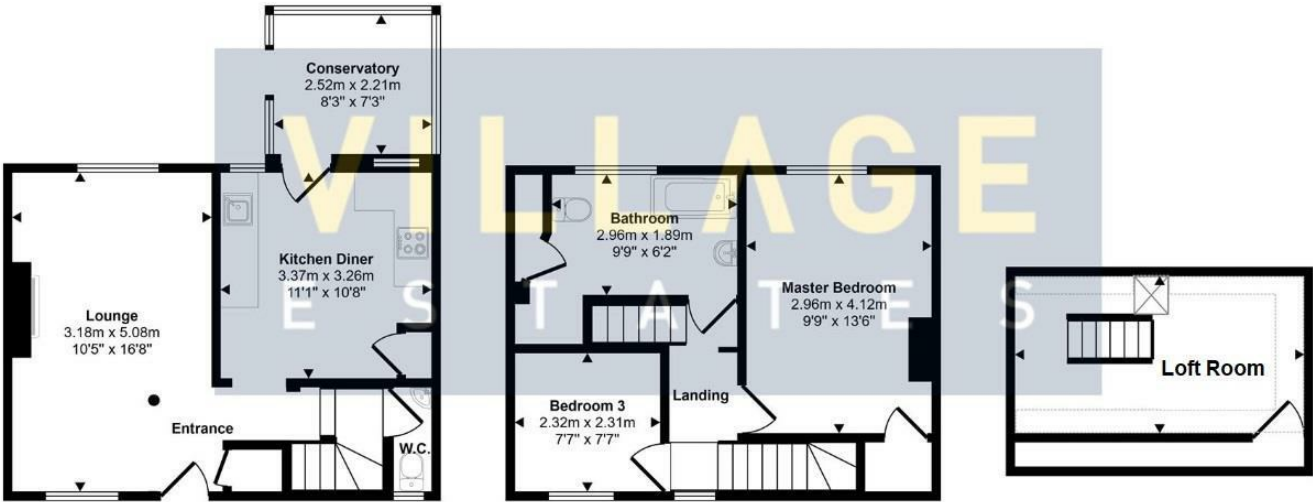 Conservatory
2.52m x 2.21m
8'3" x 7'3"
VILLAGE
ESTATES
Kitchen Diner
3.37m x 3.26m
11'1" x 10'8"
Lounge
3.18m x 5.08m
10'5" x 16'8"
Entrance
W.C.
Bathroom
2.96m x 1.89m
9'9" x 6'2"
Master Bedroom
2.96m x 4.12m
9'9" x 13'6"
Bedroom 3
2.32m x 2.31m
7'7" x 7'7"
Landing
Loft Room